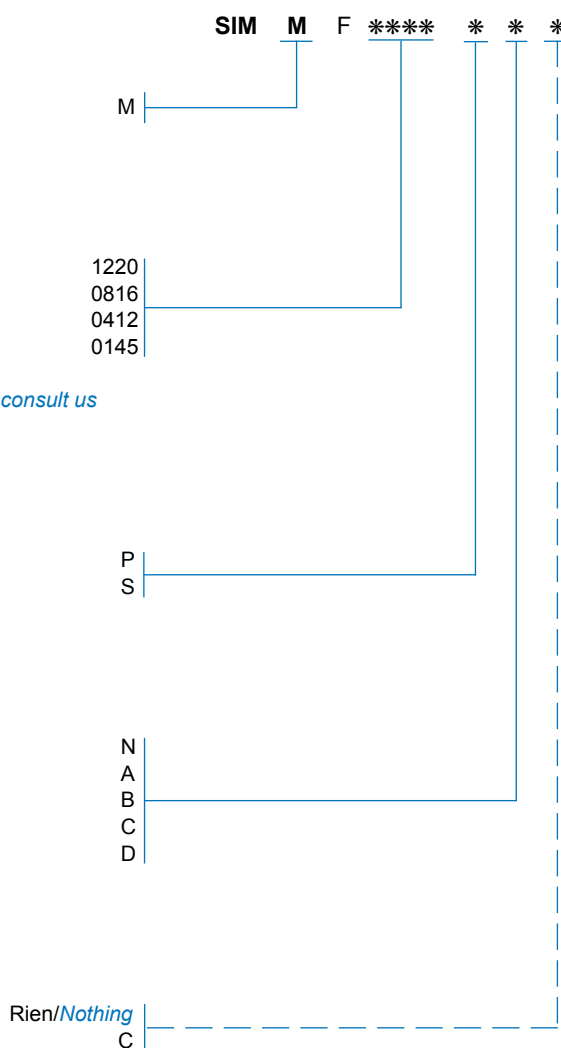 SIM M F **** * * *
M
1220
0816
0412
0145
consult us
P
S
N
A
B
C
D
Rien/Nothing
C